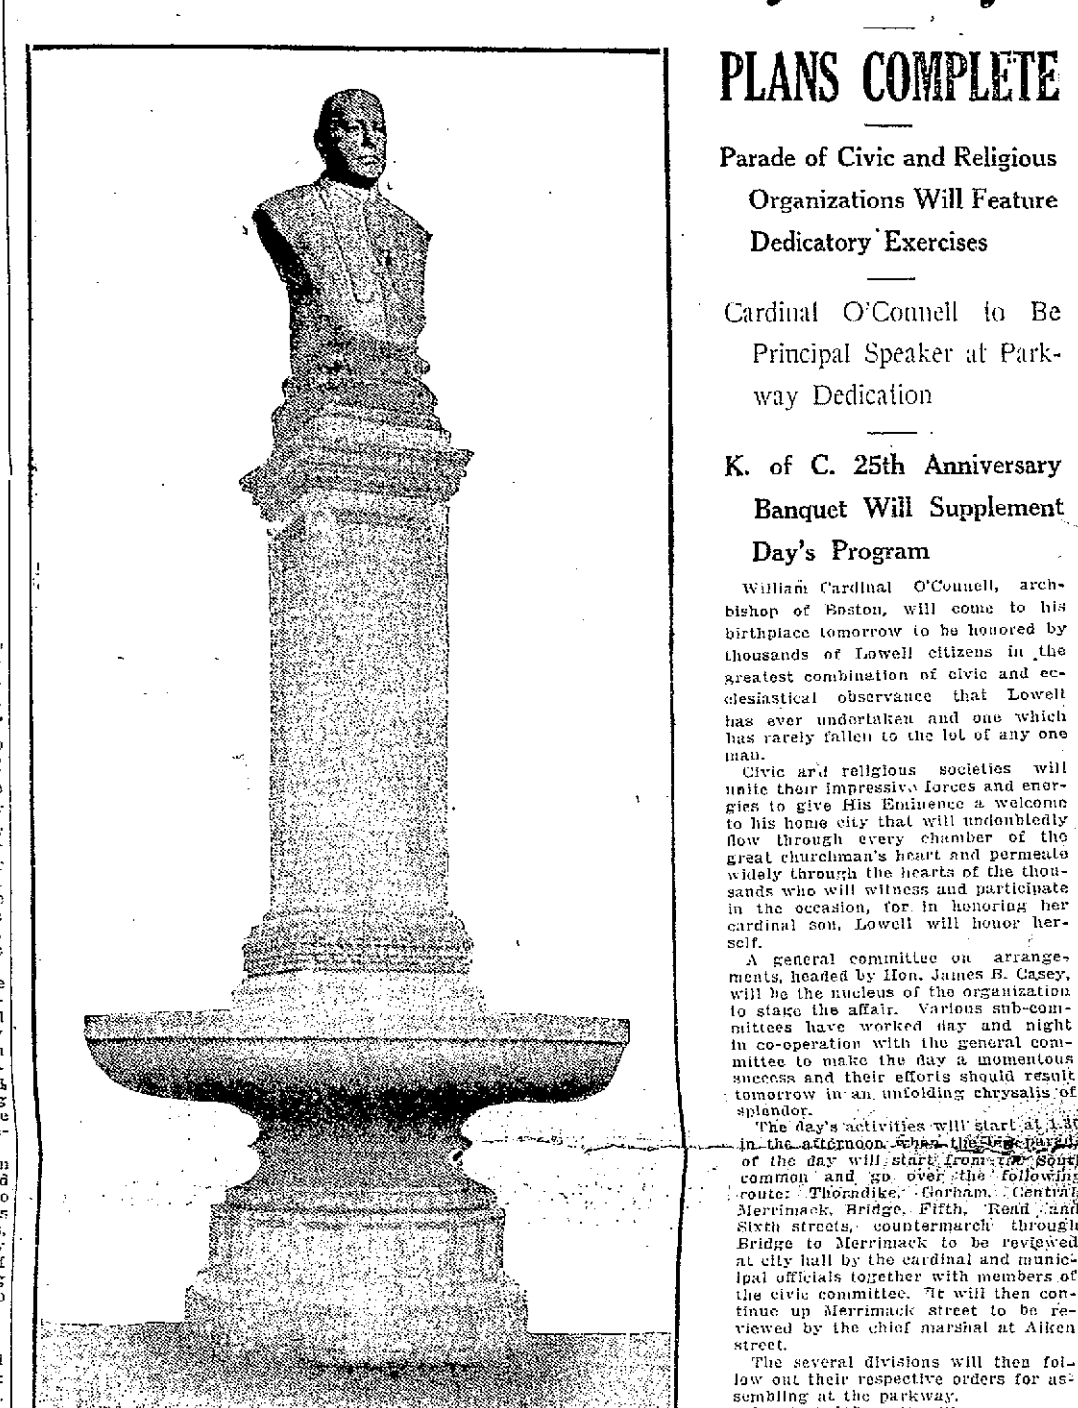 PLANS COMPLETE
Parade of Civic and Religious
Organizations Will Feature
Dedicatory Exercises
Cardinal O'Connell to Be
Principal Speaker at Park-
way Dedication
K. of C. 25th Anniversary
Banquet Will Supplement
Day's Program
William Cardinal O'Connell, arch-
bishop of Boston, will come to his
birthplace tomorrow to be honored by
thousands of Lowell citizens in the
greatest combination of civic and ec-
clesiastical observance that Lowell
has ever undertaken and one which
has rarely fallen to the lot of any one
man.
Civic and religious societies will
unite their impressive forces and ener-
gies to give His Eminence a welcome
to his home city that will undoubtedly
flow through every chamber of the
great churchman's heart and permeate
widely through the hearts of the thou-
sands who will witness and participate
in the occasion, for in honoring her
cardinal son, Lowell will honor her-
self.
A general committee on arrange-
ments, headed by Hon. James B. Casey,
will be the nucleus of the organization
to stage the affair. Various sub-com-
mittees have worked day and night
in co-operation with the general com-
mittee to make the day a momentous
success and their efforts should result
tomorrow in an unfolding chrysalis of
splendor.
The day's activities will start at 1.30
in the afternoon when the parade
of the day will start from the South
common and go over the following
route: Thorndike, Gorham, Central,
Merrimack, Bridge, Fifth, Read and
Sixth streets, countermarch through
Bridge to Merrimack to be reviewed
at city hall by the cardinal and munic-
ipal officials together with members of
the civic committee. It will then con-
tinue up Merrimack street to be re-
viewed by the chief marshal at Aiken
street.
The several divisions will then fol-
low out their respective orders for as-
sembling at the parkway.